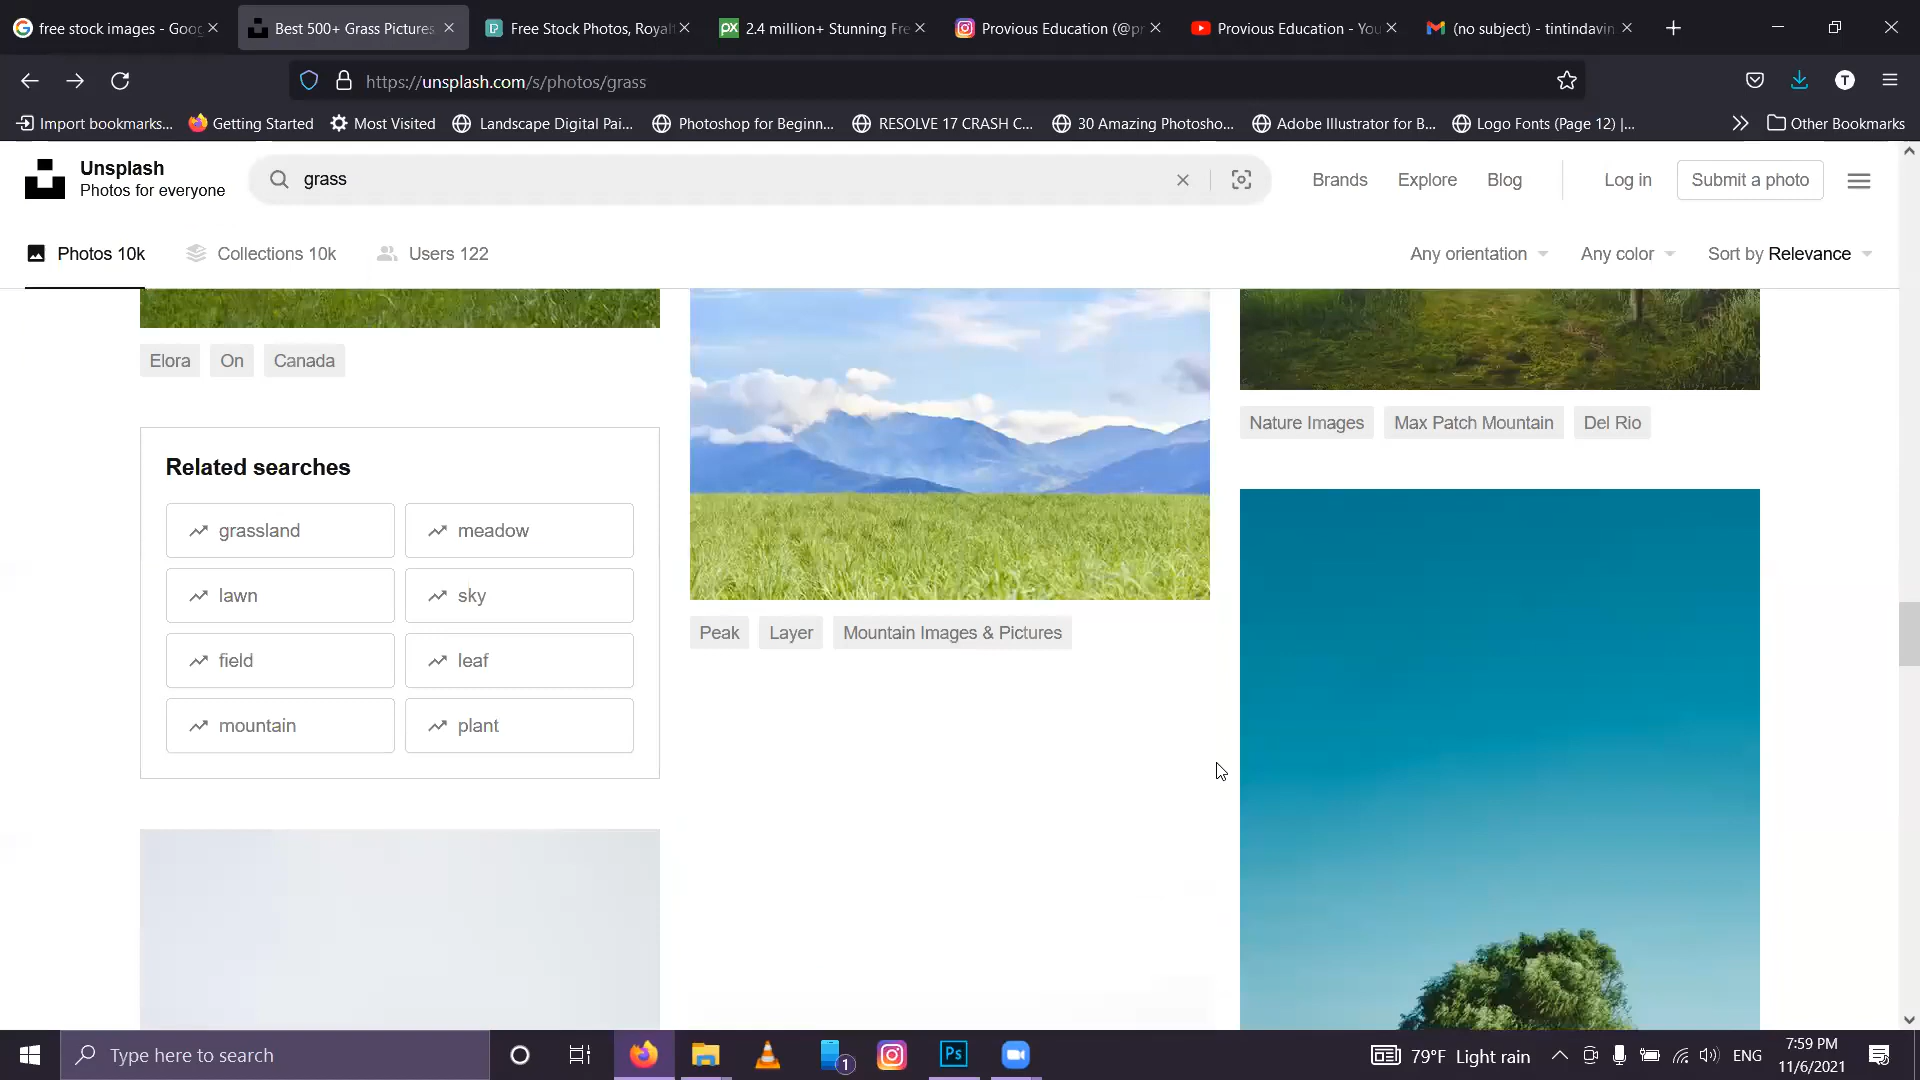 free stock images - Goog
Best 500+ Grass Pictures
Free Stock Photos, Royal
2.4 million+ Stunning Fre
Provious Education (@pr
Provious Education - You
(no subject) - tintindavin
https://unsplash.com/s/photos/grass
T
Import bookmarks...
Getting Started
Most Visited
Landscape Digital Pai...
Photoshop for Beginn...
RESOLVE 17 CRASH C...
30 Amazing Photosho...
Adobe Illustrator for B...
Logo Fonts (Page 12) |...
Other Bookmarks
Unsplash
Photos for everyone
grass
Brands
Explore
Blog
Log in
Submit a photo
Photos 10k
Collections 10k
Users 122
Any orientation
Any color
Sort by Relevance
Elora
On
Canada
Related searches
grassland
meadow
lawn
sky
field
leaf
mountain
plant
Peak
Layer
Mountain Images & Pictures
Nature Images
Max Patch Mountain
Del Rio
Type here to search
1
Ps
79°F Light rain
ENG
7:59 PM
11/6/2021